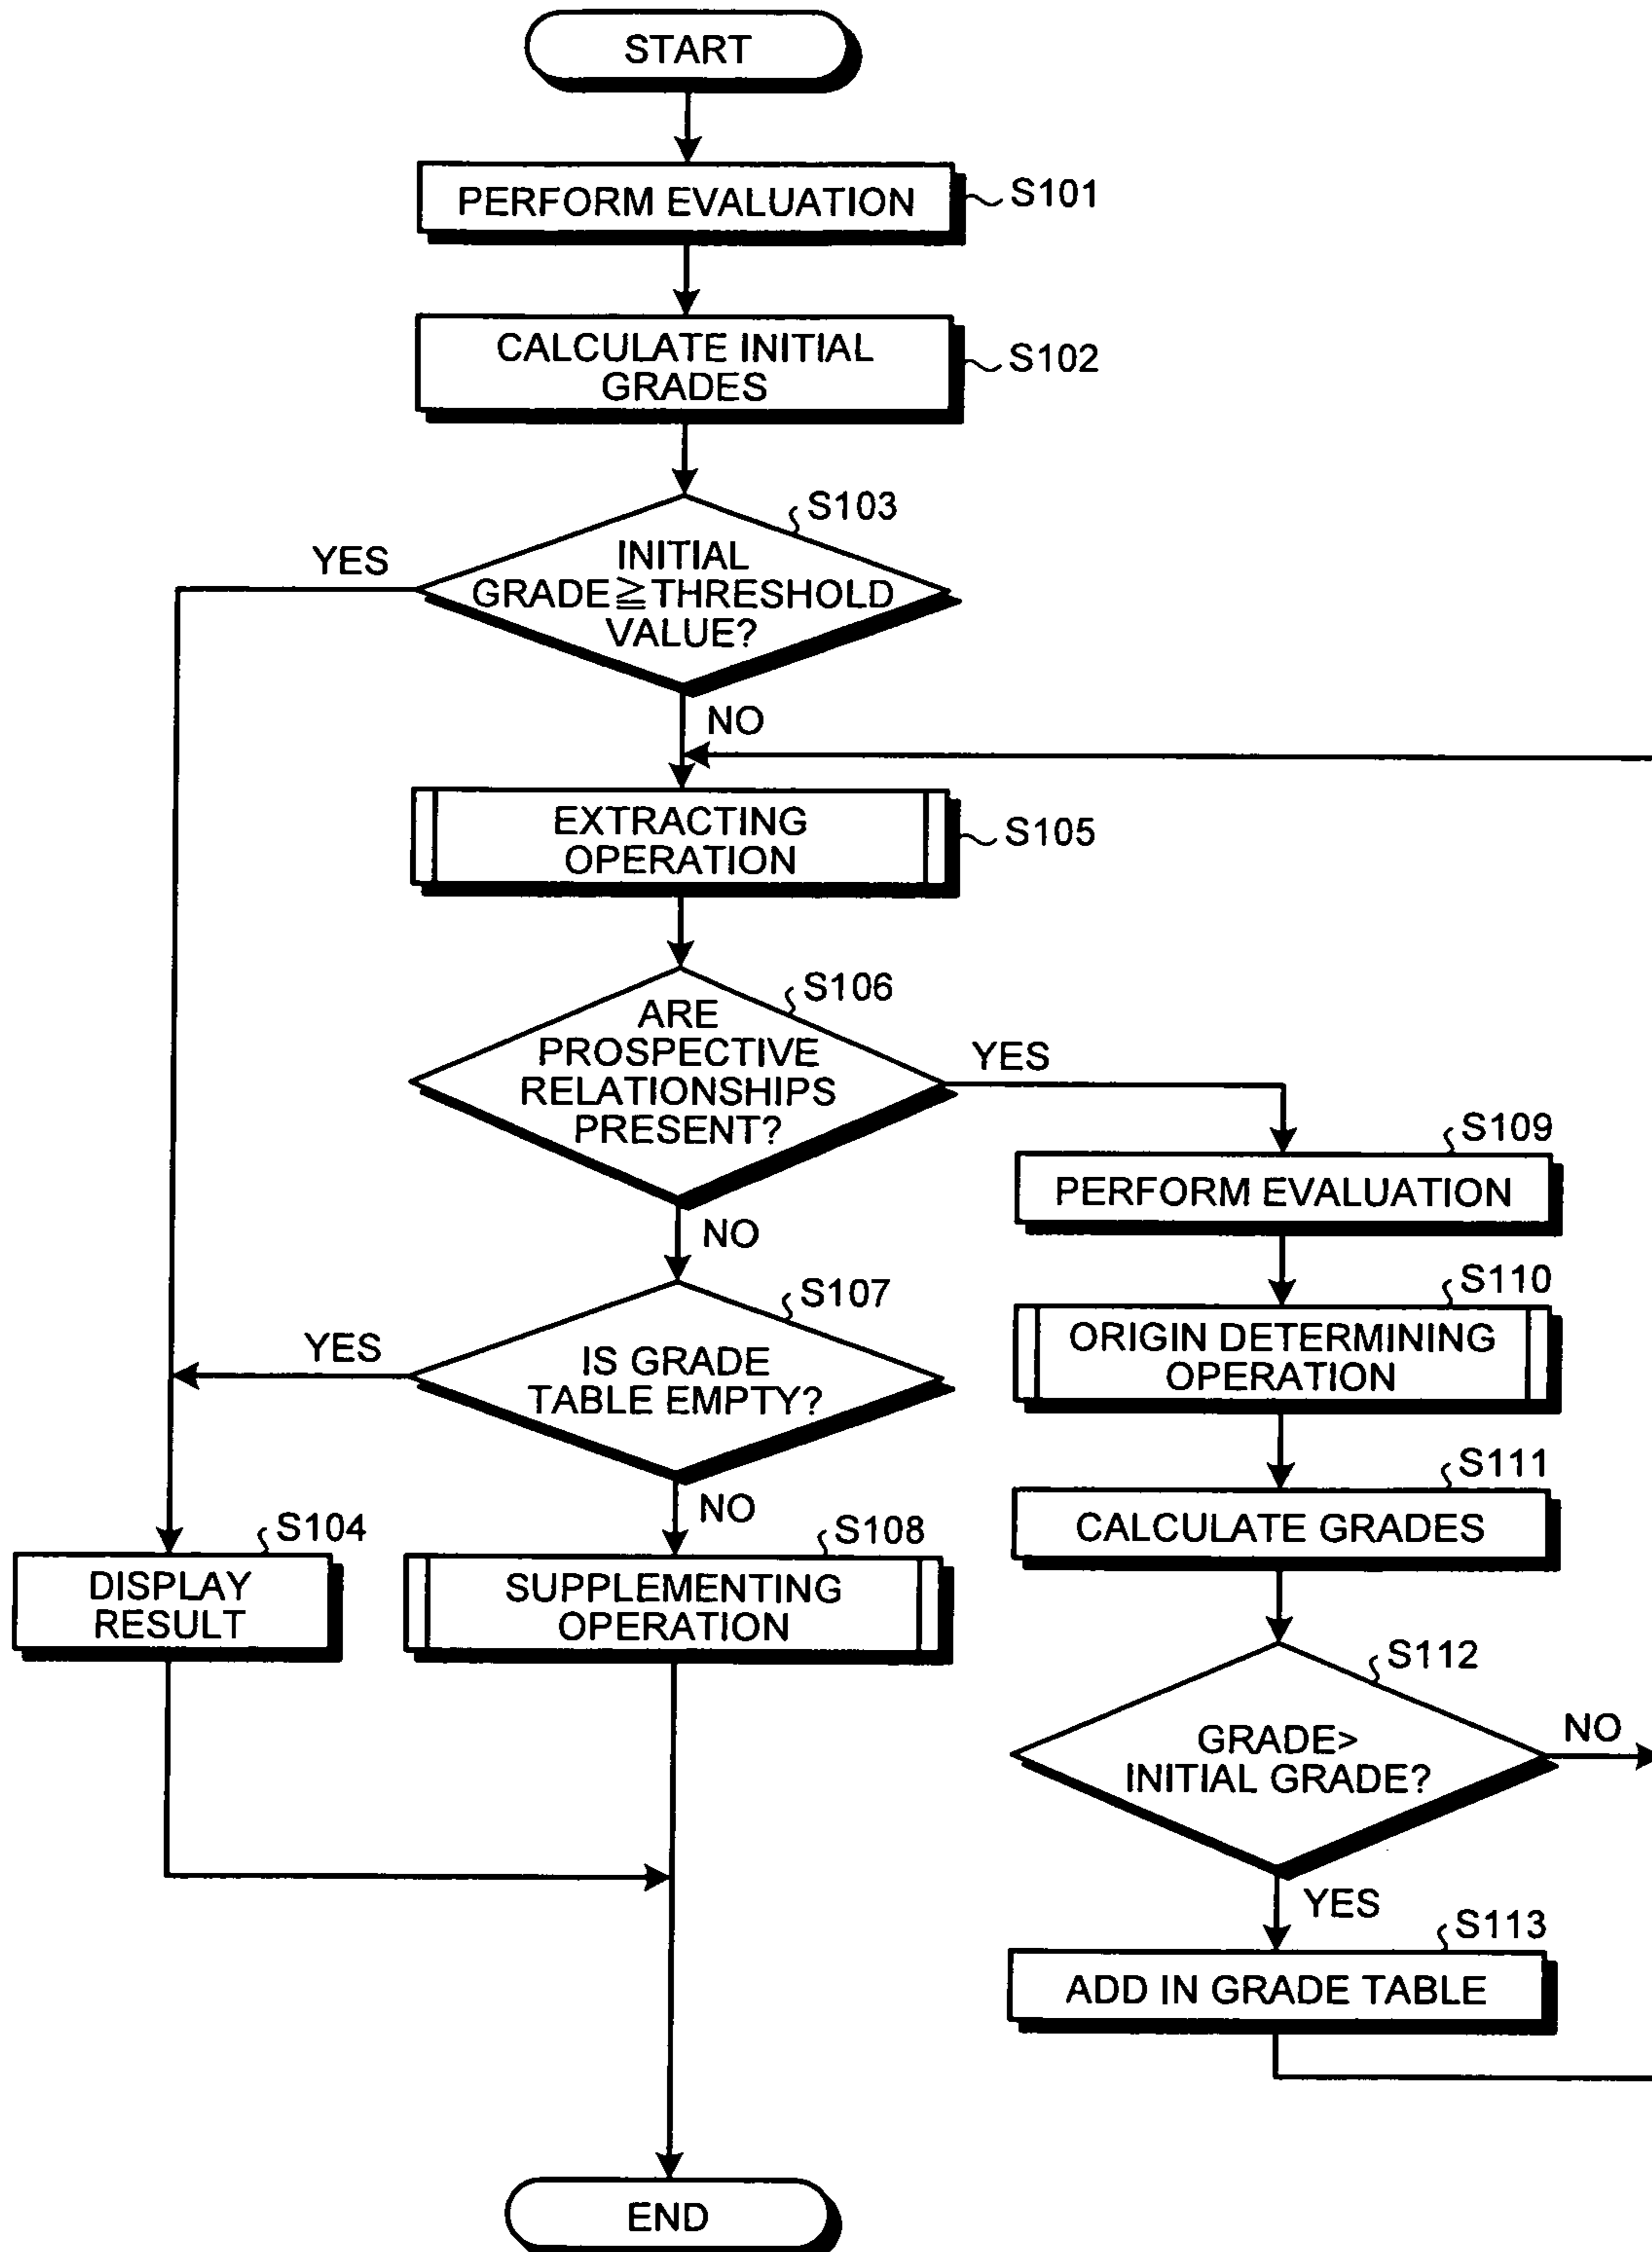 START
PERFORM EVALUATION
S101
CALCULATE INITIAL
GRADES
S102
S103
YES
INITIAL
GRADE≧THRESHOLD
VALUE?
NO
EXTRACTING
OPERATION
S105
S106
ARE
PROSPECTIVE
RELATIONSHIPS
PRESENT?
YES
NO
S107
YES
IS GRADE
TABLE EMPTY?
NO
S104
DISPLAY
RESULT
S108
SUPPLEMENTING
OPERATION
S109
PERFORM EVALUATION
S110
ORIGIN DETERMINING
OPERATION
S111
CALCULATE GRADES
S112
GRADE>
INITIAL GRADE?
NO
YES
S113
ADD IN GRADE TABLE
END